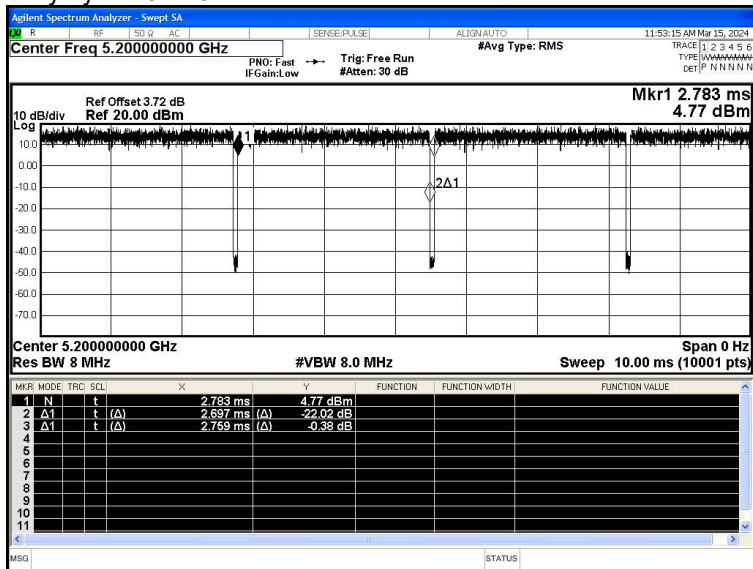 Agilent Spectrum Analyzer - Swept SA
LXI R RF 50 Ω AC SENSE:PULSE ALIGN AUTO 11:53:15 AM Mar 15, 2024
Center Freq 5.200000000 GHz #Avg Type: RMS TRACE 1 2 3 4 5 6
PNO: Fast Trig: Free Run TYPE
IFGain:Low #Atten: 30 dB DET P N N N N N
Mkr1 2.783 ms
Ref Offset 3.72 dB
10 dB/div Ref 20.00 dBm 4.77 dBm
Log
10.0
0.00
-10.0
-20.0
-30.0
-40.0
-50.0
-60.0
-70.0
1
2Δ1
Center 5.200000000 GHz Span 0 Hz
Res BW 8 MHz #VBW 8.0 MHz Sweep 10.00 ms (10001 pts)
MKR MODE TRC SCL X Y FUNCTION FUNCTION WIDTH FUNCTION VALUE
1 N t 2.783 ms 4.77 dBm
2 Δ1 t (Δ) 2.697 ms (Δ) -22.02 dB
3 Δ1 t (Δ) 2.759 ms (Δ) -0.38 dB
4
5
6
7
8
9
10
11
MSG STATUS